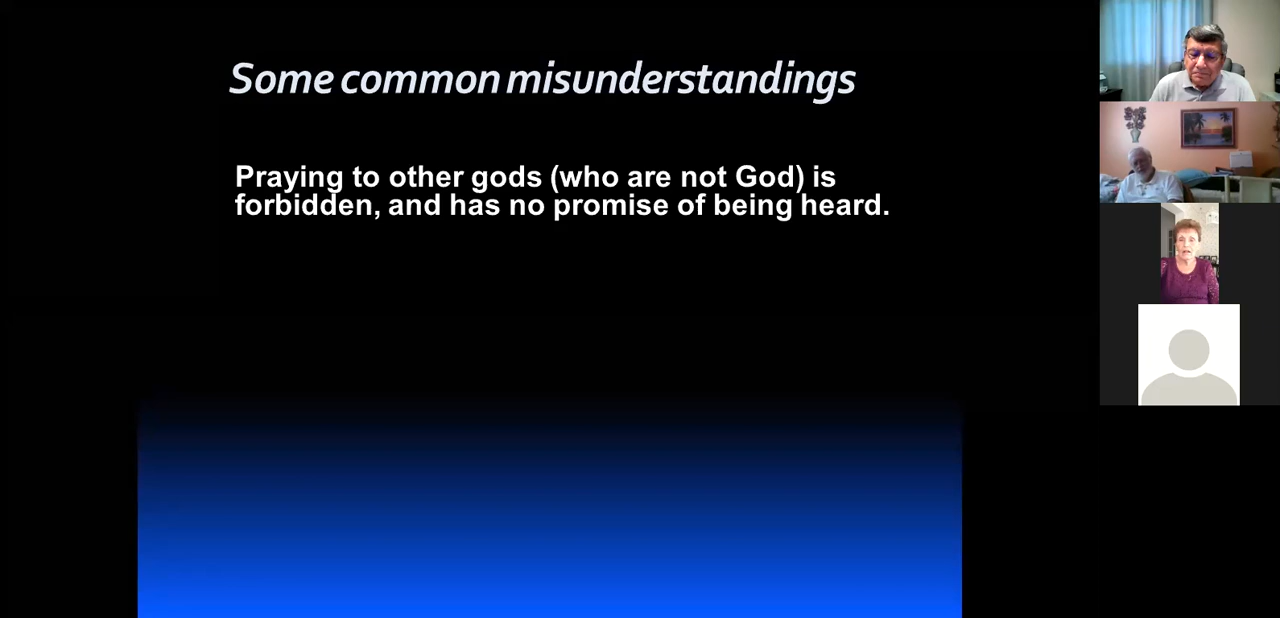 Some common misunderstandings
Praying to other gods (who are not God) is
forbidden, and has no promise of being heard.